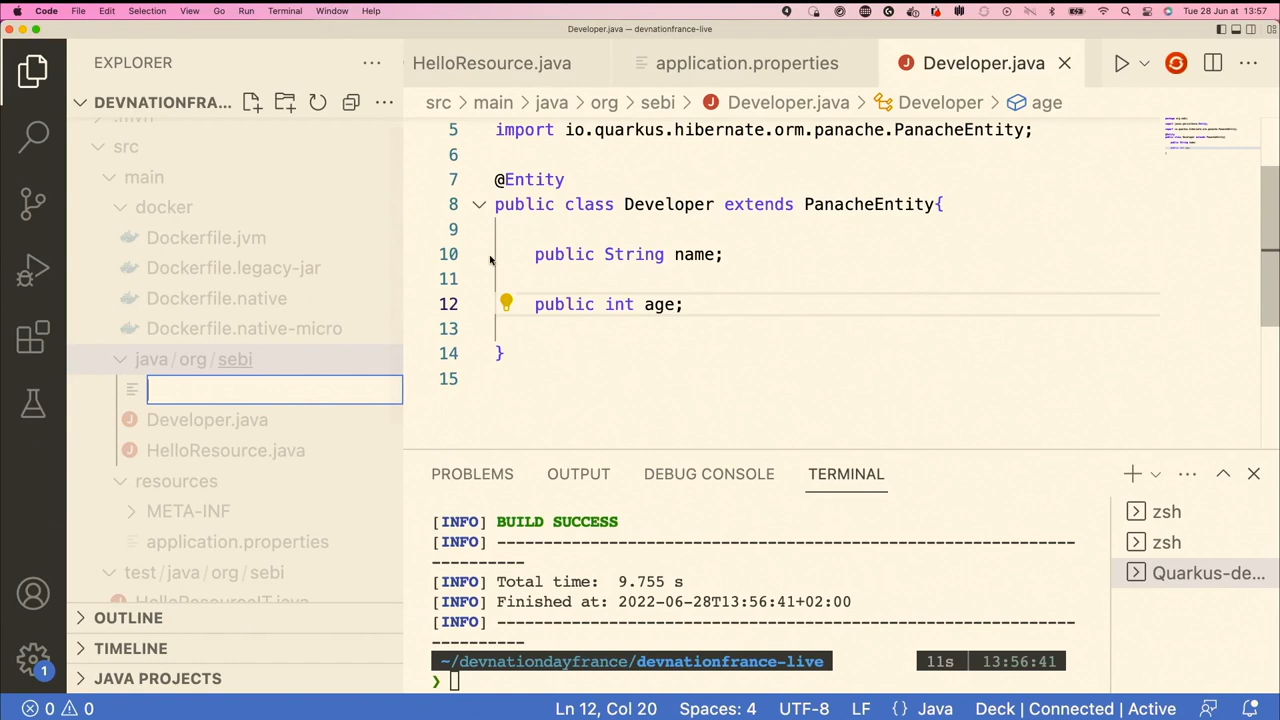 Code File Edit Selection View Go Run Terminal Window Help
Tue 28 Jun at 13:57
Developer.java — devnationfrance-live
EXPLORER
HelloResource.java
application.properties
Developer.java
DEVNATIONFRA...
src > main > java > org > sebi > Developer.java > Developer > age
.mvn
src
main
docker
Dockerfile.jvm
Dockerfile.legacy-jar
Dockerfile.native
Dockerfile.native-micro
java/org/sebi
Developer.java
HelloResource.java
resources
META-INF
application.properties
test/java/org/sebi
HelloResourceIT.java
OUTLINE
TIMELINE
JAVA PROJECTS
5 import io.quarkus.hibernate.orm.panache.PanacheEntity;
6
7 @Entity
8 public class Developer extends PanacheEntity{
9
10 public String name;
11
12 public int age;
13
14 }
15
PROBLEMS OUTPUT DEBUG CONSOLE TERMINAL
[INFO] BUILD SUCCESS
[INFO] --------------------------------------------------------------
----------
[INFO] Total time:  9.755 s
[INFO] Finished at: 2022-06-28T13:56:41+02:00
[INFO] --------------------------------------------------------------
----------
~/devnationdayfrance/devnationfrance-live 11s 13:56:41
❯
zsh
zsh
Quarkus-de...
1
0 0
Ln 12, Col 20 Spaces: 4 UTF-8 LF {} Java Deck | Connected | Active